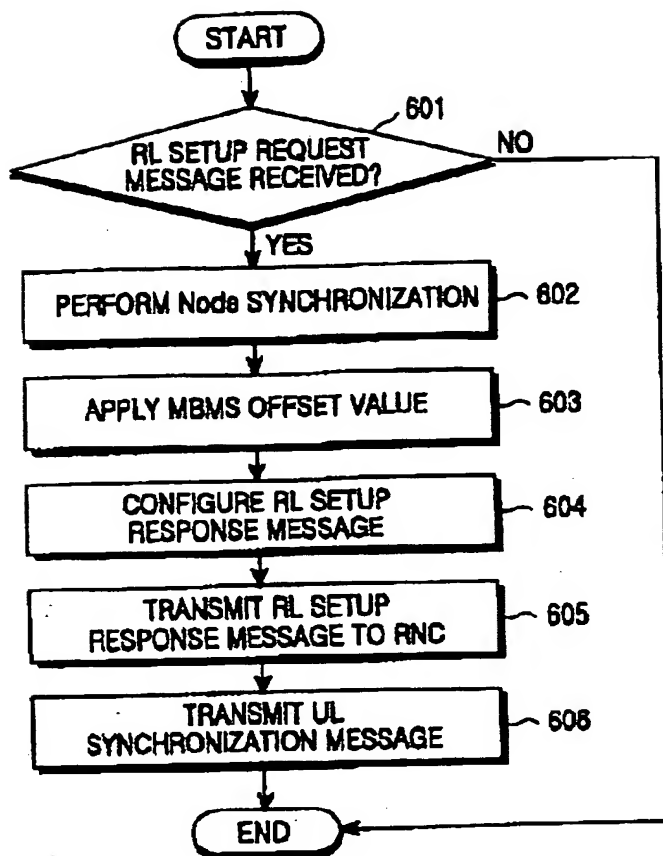 START
601
RL SETUP REQUEST
MESSAGE RECEIVED?
NO
YES
PERFORM Node SYNCHRONIZATION
602
APPLY MBMS OFFSET VALUE
603
CONFIGURE RL SETUP
RESPONSE MESSAGE
604
TRANSMIT RL SETUP
RESPONSE MESSAGE TO RNC
605
TRANSMIT UL
SYNCHRONIZATION MESSAGE
606
END